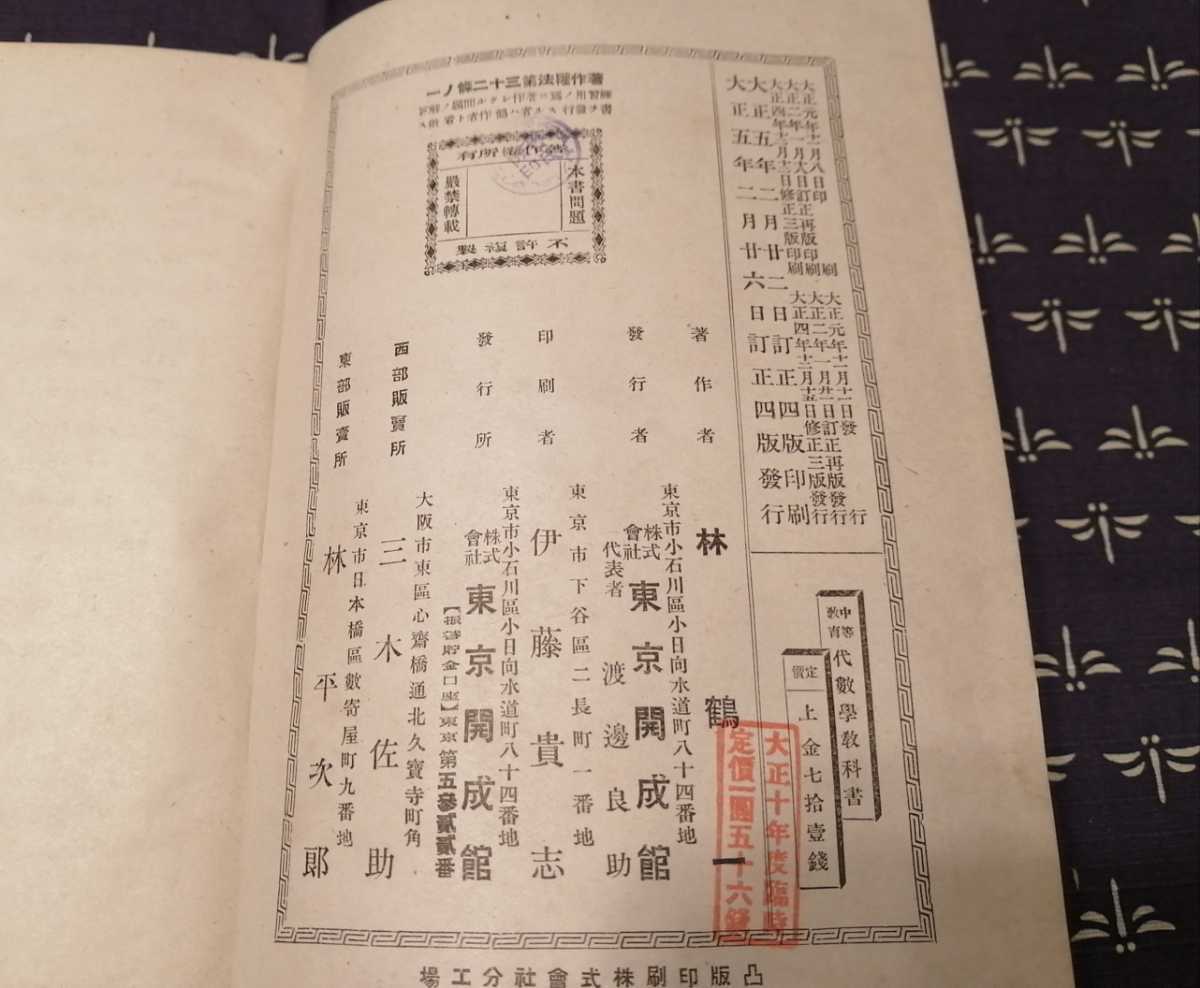 大正元年十二月八日印刷
大正元年十二月十一日發行
大正二年一月十九日訂正再版印刷
大正二年一月廿二日訂正再版發行
大正四年十二月十二日修正三版印刷
大正四年十二月十五日修正三版發行
大正五年二月廿二日訂正四版印刷
大正五年二月廿六日訂正四版發行
中等教育
代數學教科書
定價
上金七拾壹錢
大正十年度臨時
定價一圓五十六錢
著作權法第三十二條ノ一
著作權所有
本書問題
嚴禁轉載
不許複製
著作者
林鶴一
發行者
東京市小石川區小日向水道町八十四番地
株式會社東京開成館
代表者 渡邊良助
印刷者
東京市下谷區二長町一番地
伊藤貴志
發行所
東京市小石川區小日向水道町八十四番地
株式會社東京開成館
【振替貯金口座】東京第五參貳貳番
西部販賣所
大阪市東區心齋橋通北久寶寺町角
三木佐助
東部販賣所
東京市日本橋區數寄屋町九番地
林平次郎
凸版印刷株式會社分工場